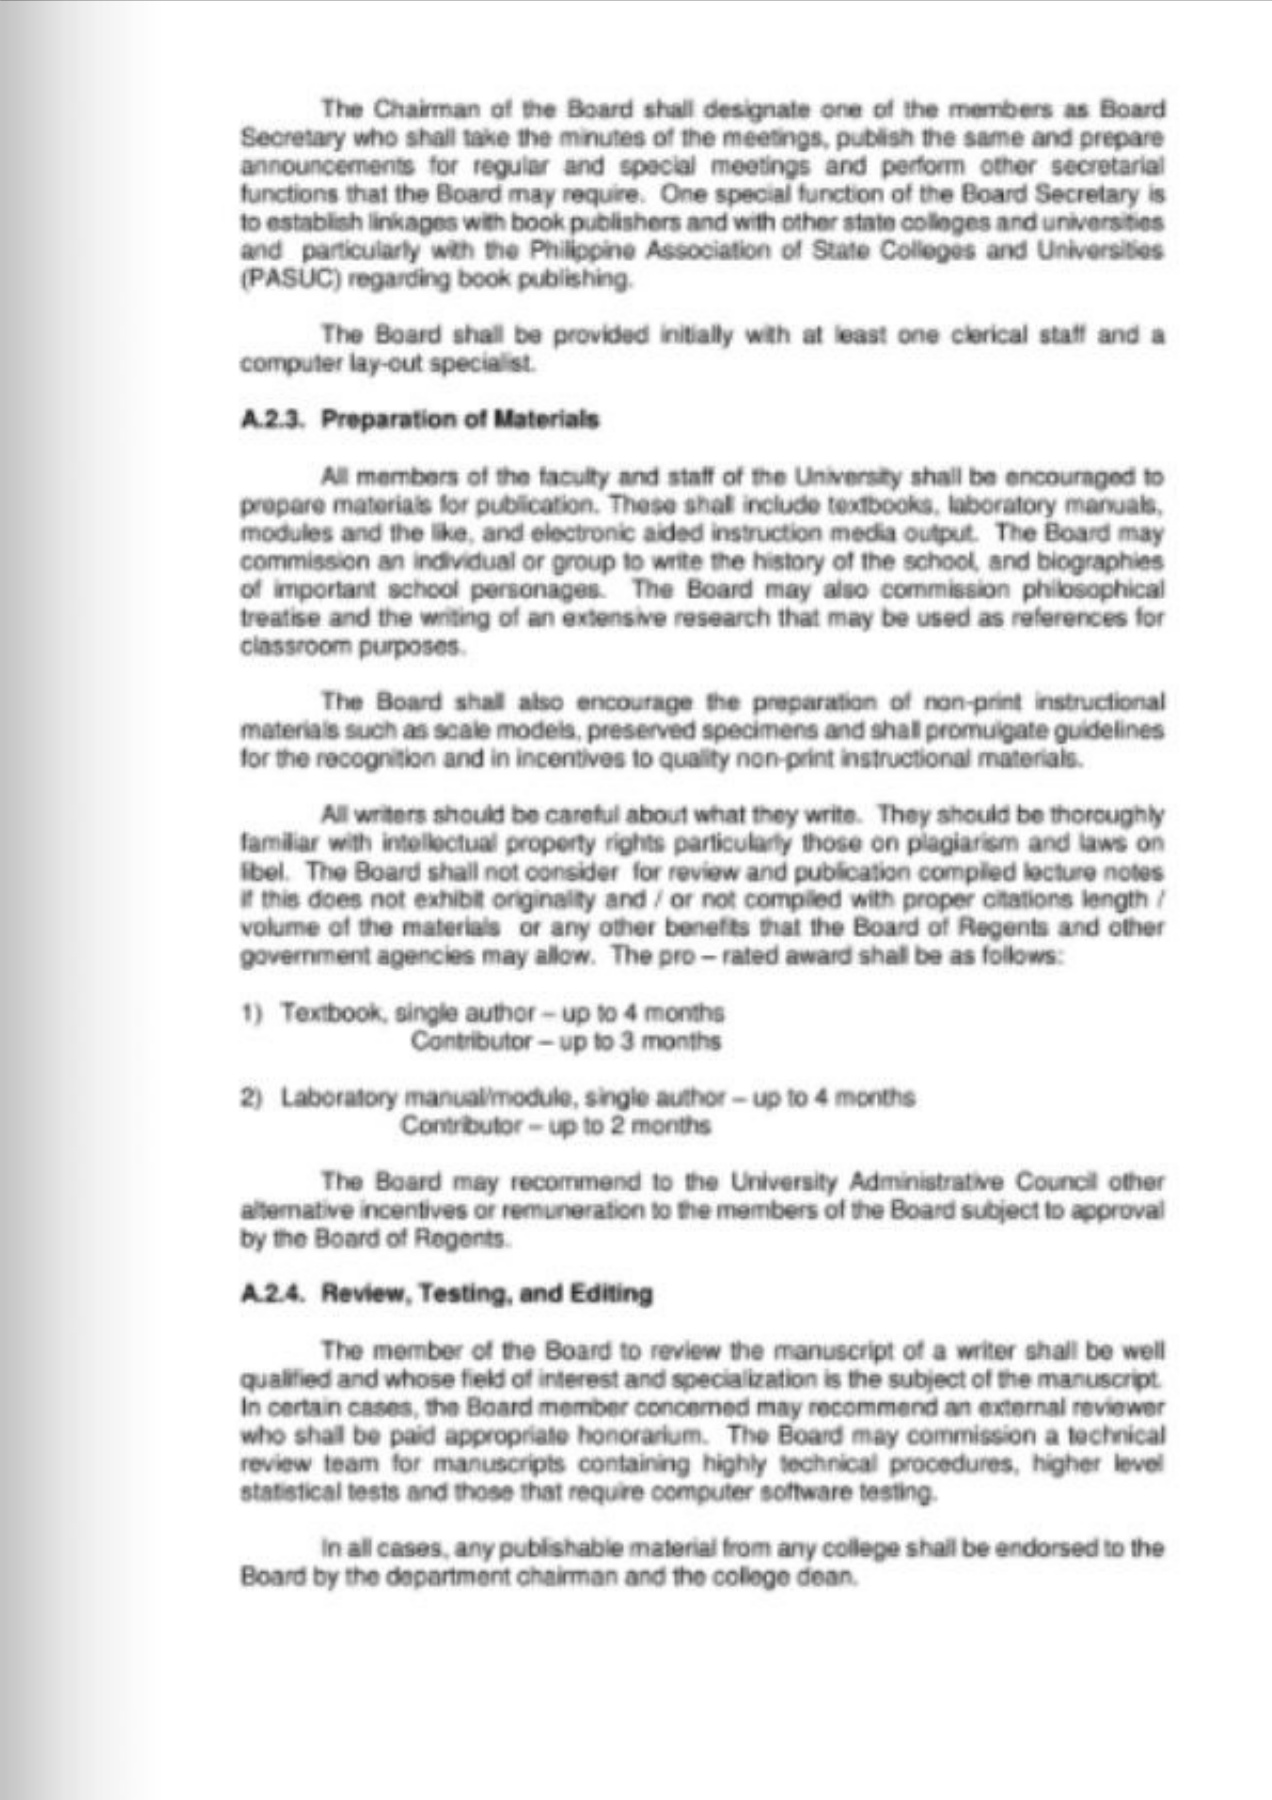 The Chairman of the Board shall designate one of the members as Board
Secretary who shall take the minutes of the meetings, publish the same and prepare
announcements for regular and special meetings and perform other secretarial
functions that the Board may require. One special function of the Board Secretary is
to establish linkages with book publishers and with other state colleges and universities
and particularly with the Philippine Association of State Colleges and Universities
(PASUC) regarding book publishing.
The Board shall be provided initially with at least one clerical staff and a
computer lay-out specialist.
A.2.3. Preparation of Materials
All members of the faculty and staff of the University shall be encouraged to
prepare materials for publication. These shall include textbooks, laboratory manuals,
modules and the like, and electronic aided instruction media output. The Board may
commission an individual or group to write the history of the school, and biographies
of important school personages. The Board may also commission philosophical
treatise and the writing of an extensive research that may be used as references for
classroom purposes.
The Board shall also encourage the preparation of non-print instructional
materials such as scale models, preserved specimens and shall promulgate guidelines
for the recognition and in incentives to quality non-print instructional materials.
All writers should be careful about what they write. They should be thoroughly
familiar with intellectual property rights particularly those on plagiarism and laws on
libel. The Board shall not consider for review and publication compiled lecture notes
if this does not exhibit originality and / or not compiled with proper citations length /
volume of the materials or any other benefits that the Board of Regents and other
government agencies may allow. The pro – rated award shall be as follows:
1) Textbook, single author – up to 4 months
Contributor – up to 3 months
2) Laboratory manual/module, single author – up to 4 months
Contributor – up to 2 months
The Board may recommend to the University Administrative Council other
alternative incentives or remuneration to the members of the Board subject to approval
by the Board of Regents.
A.2.4. Review, Testing, and Editing
The member of the Board to review the manuscript of a writer shall be well
qualified and whose field of interest and specialization is the subject of the manuscript.
In certain cases, the Board member concerned may recommend an external reviewer
who shall be paid appropriate honorarium. The Board may commission a technical
review team for manuscripts containing highly technical procedures, higher level
statistical tests and those that require computer software testing.
In all cases, any publishable material from any college shall be endorsed to the
Board by the department chairman and the college dean.